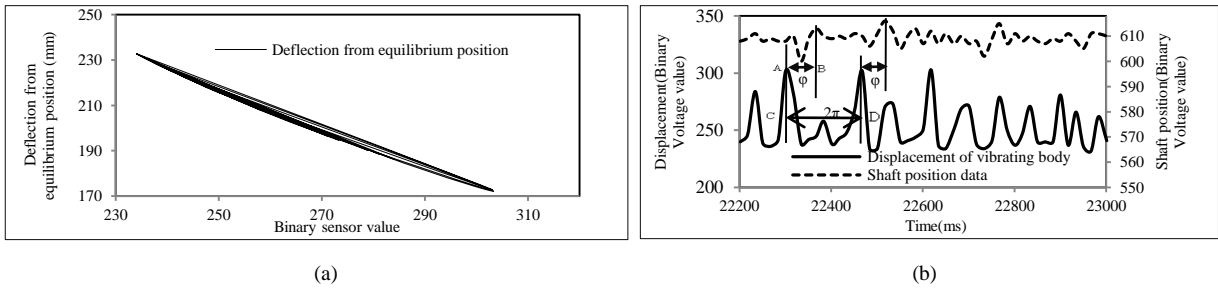 250
230
210
190
170
Deflection from
equilibrium position (mm)
Deflection from equilibrium position
230
250
270
290
310
Binary sensor value
(a)
350
300
250
200
Displacement(Binary
Voltage value)
A
B
φ
φ
C
2π
D
Displacement of vibrating body
Shaft position data
610
600
590
580
570
560
550
Shaft position(Binary
Voltage value)
22200
22400
22600
22800
23000
Time(ms)
(b)